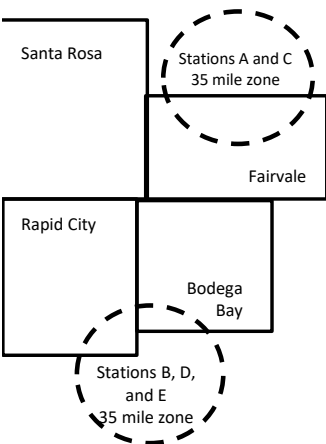 Santa Rosa
Stations A and C
35 mile zone
Fairvale
Rapid City
Bodega
Bay
Stations B, D,
and E
35 mile zone